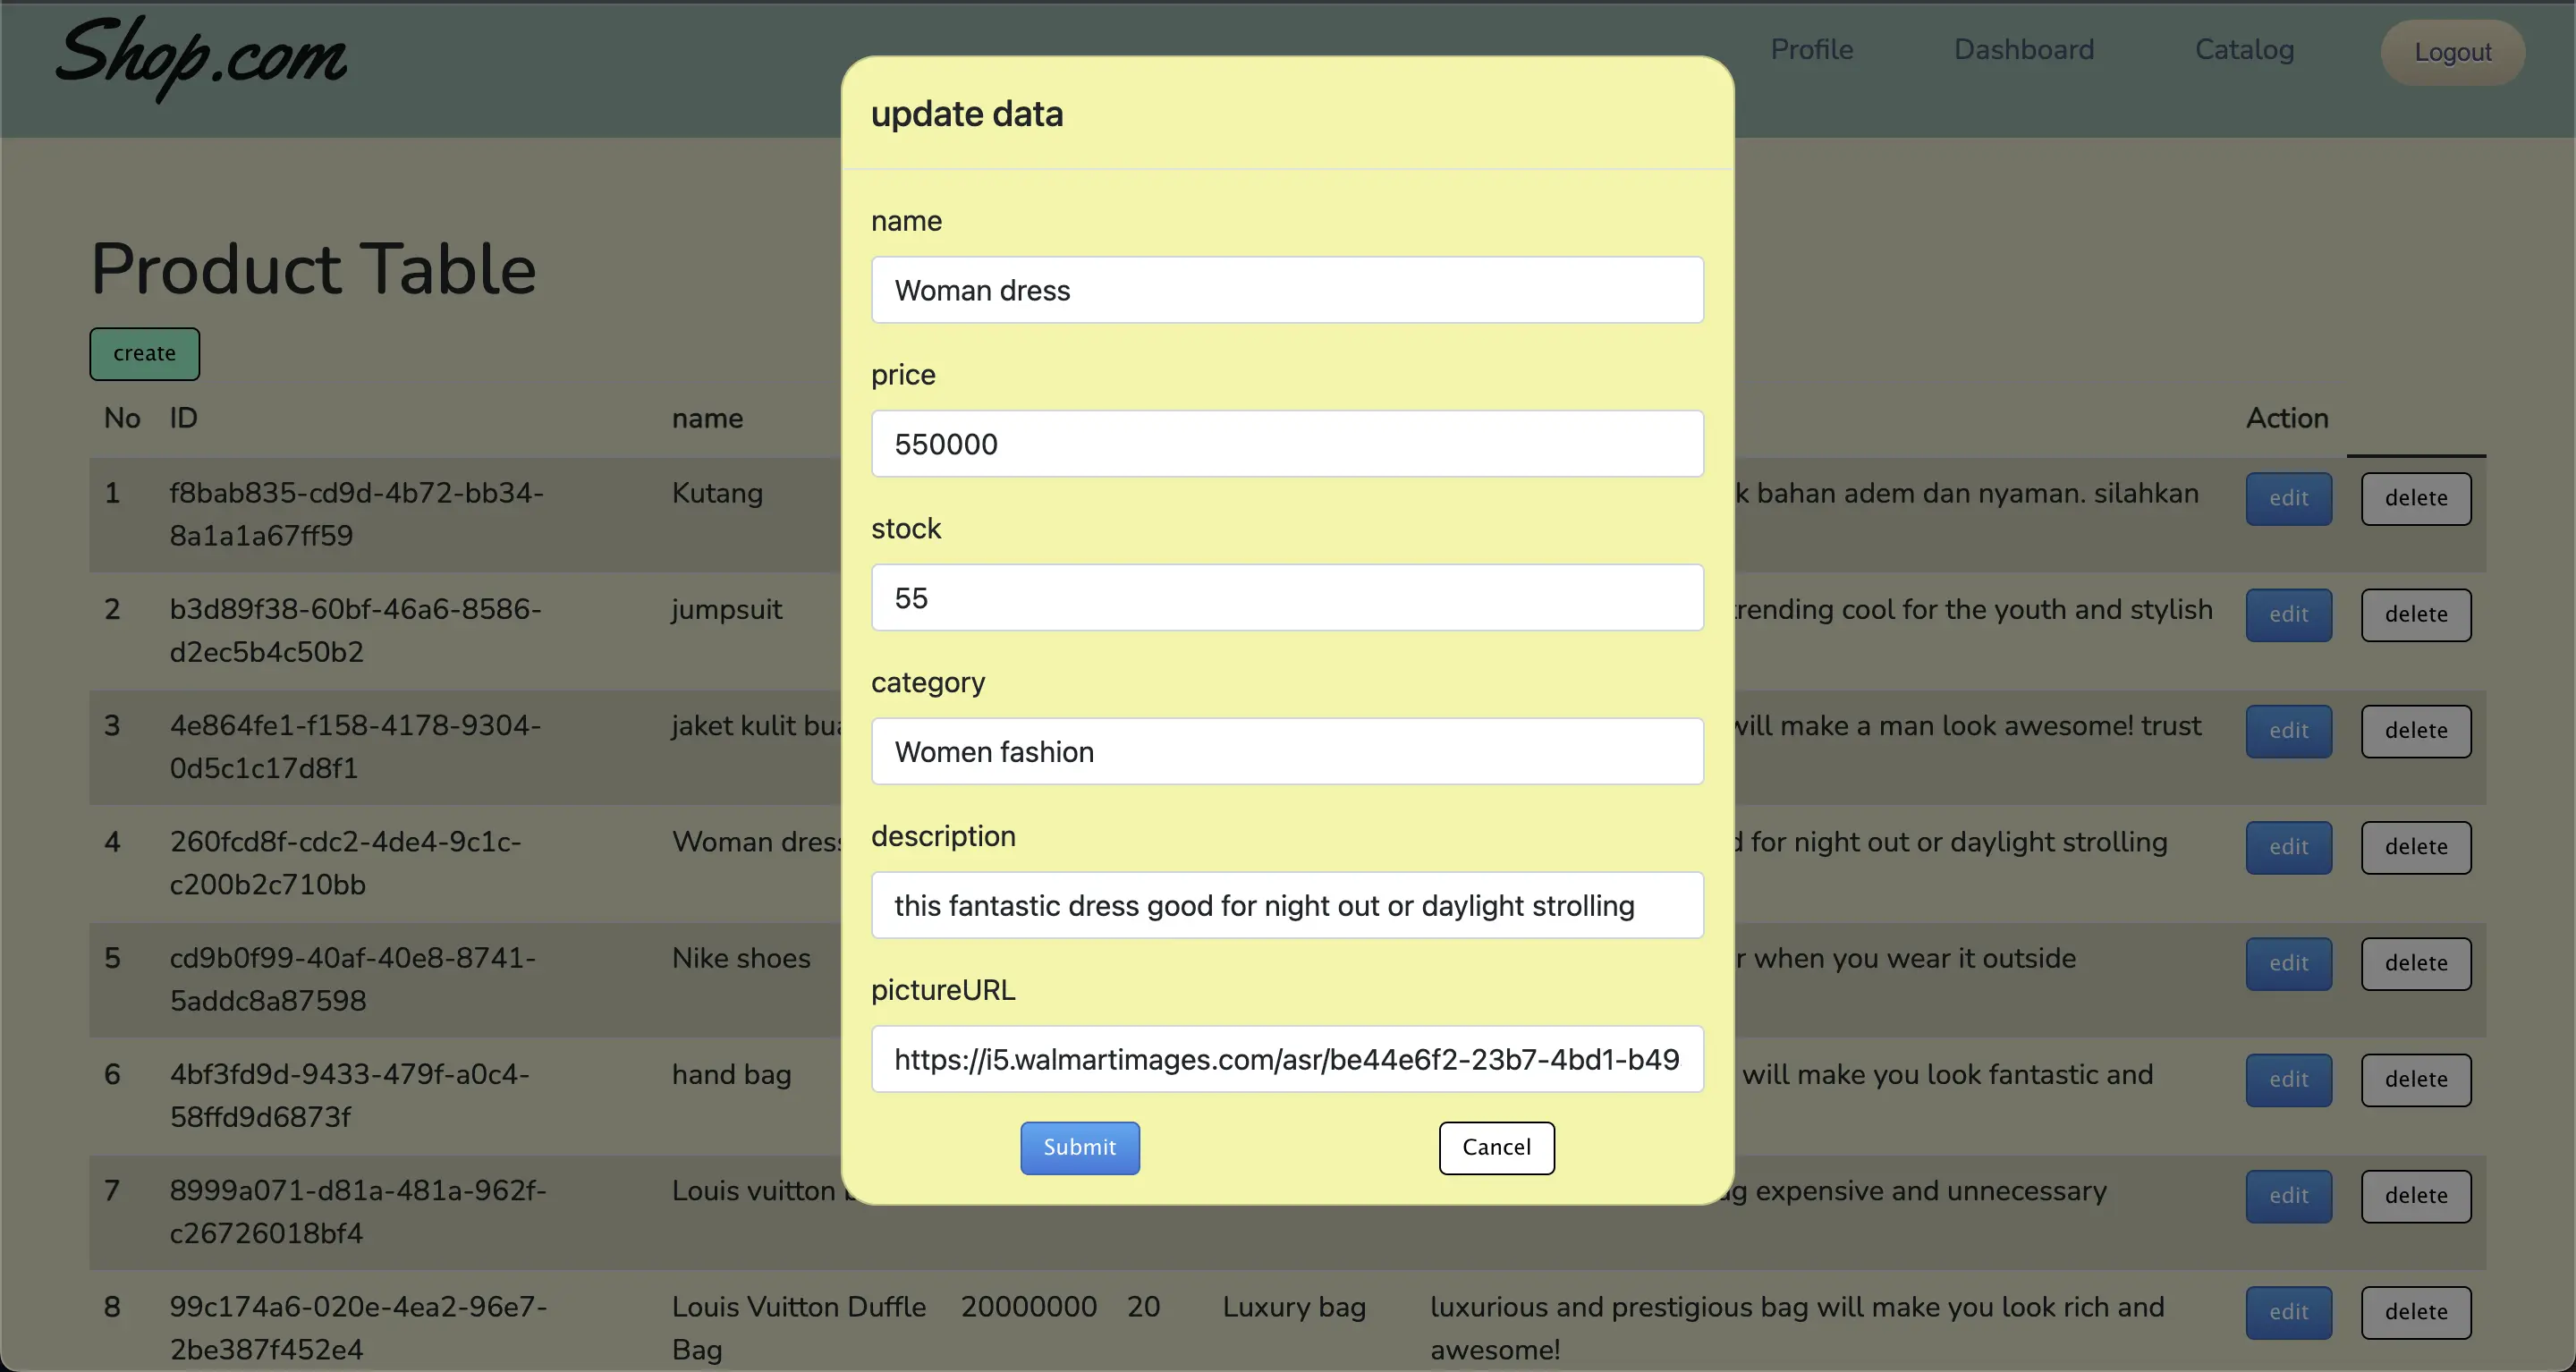 Shop.com
Profile
Dashboard
Catalog
Logout
update data
name
Woman dress
price
550000
stock
55
category
Women fashion
description
this fantastic dress good for night out or daylight strolling
pictureURL
https://i5.walmartimages.com/asr/be44e6f2-23b7-4bd1-b49
Submit
Cancel
Product Table
create
No ID name Action
1 f8bab835-cd9d-4b72-bb34- Kutang bahan adem dan nyaman. silahkan edit delete
8a1a1a67ff59
2 b3d89f38-60bf-46a6-8586- jumpsuit trending cool for the youth and stylish edit delete
d2ec5b4c50b2
3 4e864fe1-f158-4178-9304- jaket kulit will make a man look awesome! trust edit delete
0d5c1c17d8f1
4 260fcd8f-cdc2-4de4-9c1c- Woman dress for night out or daylight strolling edit delete
c200b2c710bb
5 cd9b0f99-40af-40e8-8741- Nike shoes when you wear it outside edit delete
5addc8a87598
6 4bf3fd9d-9433-479f-a0c4- hand bag will make you look fantastic and edit delete
58ffd9d6873f
7 8999a071-d81a-481a-962f- Louis vuitton expensive and unnecessary edit delete
c26726018bf4
8 99c174a6-020e-4ea2-96e7- Louis Vuitton Duffle 20000000 20 Luxury bag luxurious and prestigious bag will make you look rich and edit delete
2be387f452e4 Bag awesome!